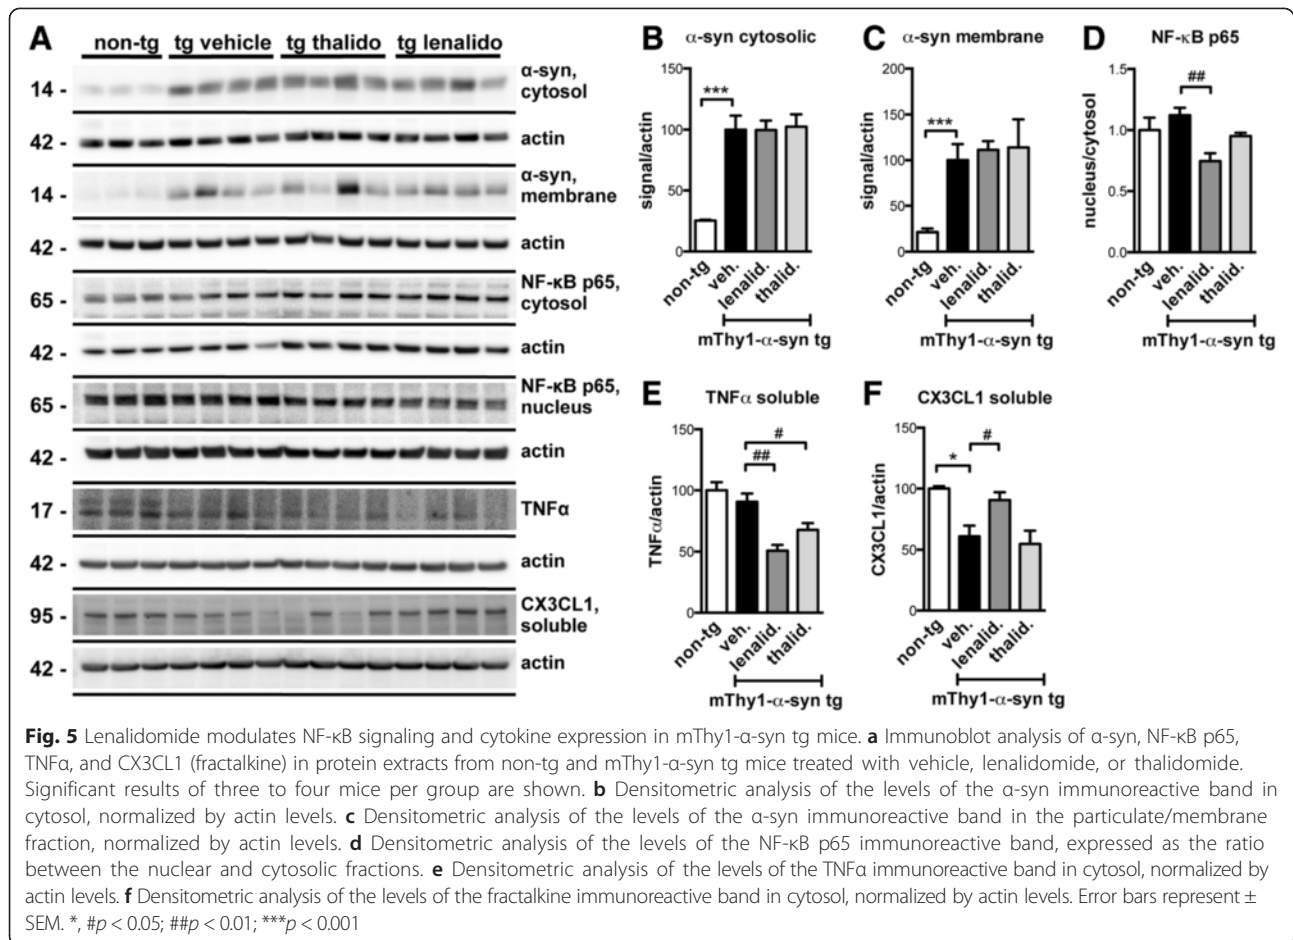 A
non-tg tg vehicle tg thalido tg lenalido
14 - α-syn, cytosol
42 - actin
14 - α-syn, membrane
42 - actin
65 - NF-κB p65, cytosol
42 - actin
65 - NF-κB p65, nucleus
42 - actin
17 - TNFα
42 - actin
95 - CX3CL1, soluble
42 - actin
B α-syn cytosolic
signal/actin
150
100
50
0
***
non-tg veh. lenalid. thalid.
mThy1-α-syn tg
C α-syn membrane
signal/actin
200
150
100
50
0
***
non-tg veh. lenalid. thalid.
mThy1-α-syn tg
D NF-κB p65
nucleus/cytosol
1.5
1.0
0.5
0.0
##
non-tg veh. lenalid. thalid.
mThy1-α-syn tg
E TNFα soluble
TNFα/actin
150
100
50
0
#
##
non-tg veh. lenalid. thalid.
mThy1-α-syn tg
F CX3CL1 soluble
CX3CL1/actin
150
100
50
0
*
#
non-tg veh. lenalid. thalid.
mThy1-α-syn tg
Fig. 5 Lenalidomide modulates NF-κB signaling and cytokine expression in mThy1-α-syn tg mice. a Immunoblot analysis of α-syn, NF-κB p65,
TNFα, and CX3CL1 (fractalkine) in protein extracts from non-tg and mThy1-α-syn tg mice treated with vehicle, lenalidomide, or thalidomide.
Significant results of three to four mice per group are shown. b Densitometric analysis of the levels of the α-syn immunoreactive band in
cytosol, normalized by actin levels. c Densitometric analysis of the levels of the α-syn immunoreactive band in the particulate/membrane
fraction, normalized by actin levels. d Densitometric analysis of the levels of the NF-κB p65 immunoreactive band, expressed as the ratio
between the nuclear and cytosolic fractions. e Densitometric analysis of the levels of the TNFα immunoreactive band in cytosol, normalized by
actin levels. f Densitometric analysis of the levels of the fractalkine immunoreactive band in cytosol, normalized by actin levels. Error bars represent ±
SEM. *, #p < 0.05; ##p < 0.01; ***p < 0.001